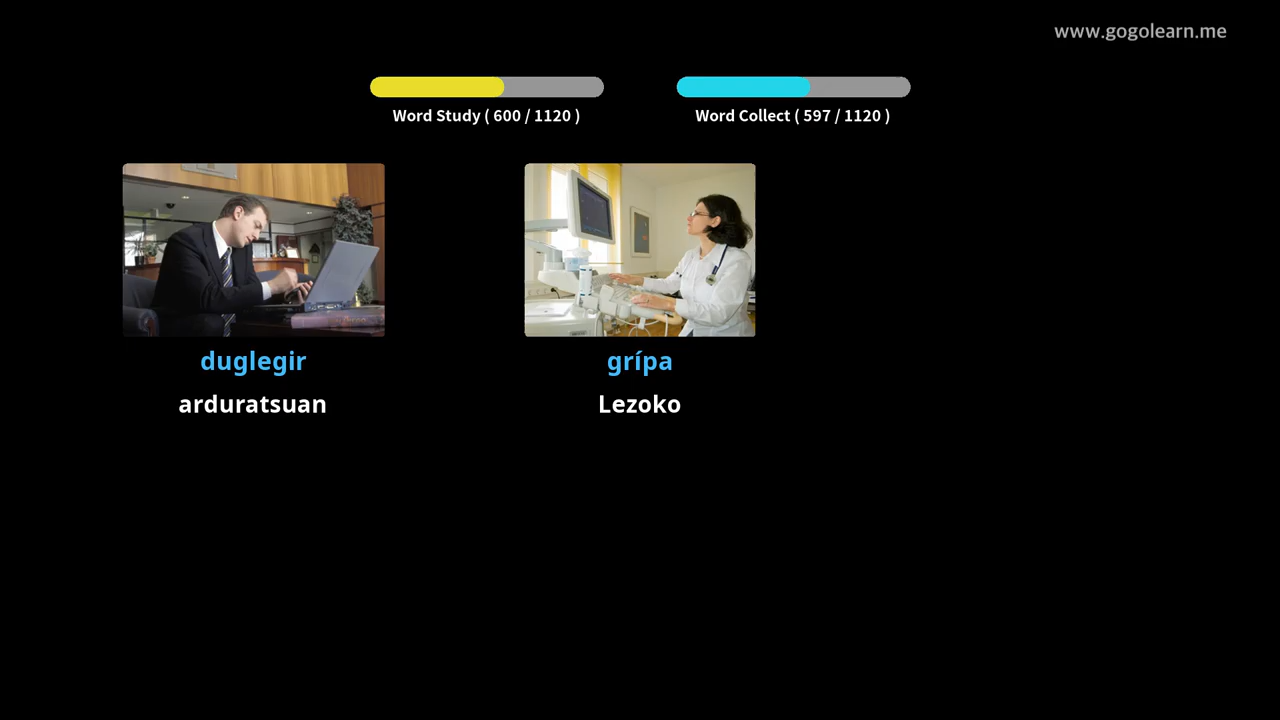 www.gogolearn.me
Word Study ( 600 / 1120 )
Word Collect ( 597 / 1120 )
duglegir
arduratsuan
grípa
Lezoko